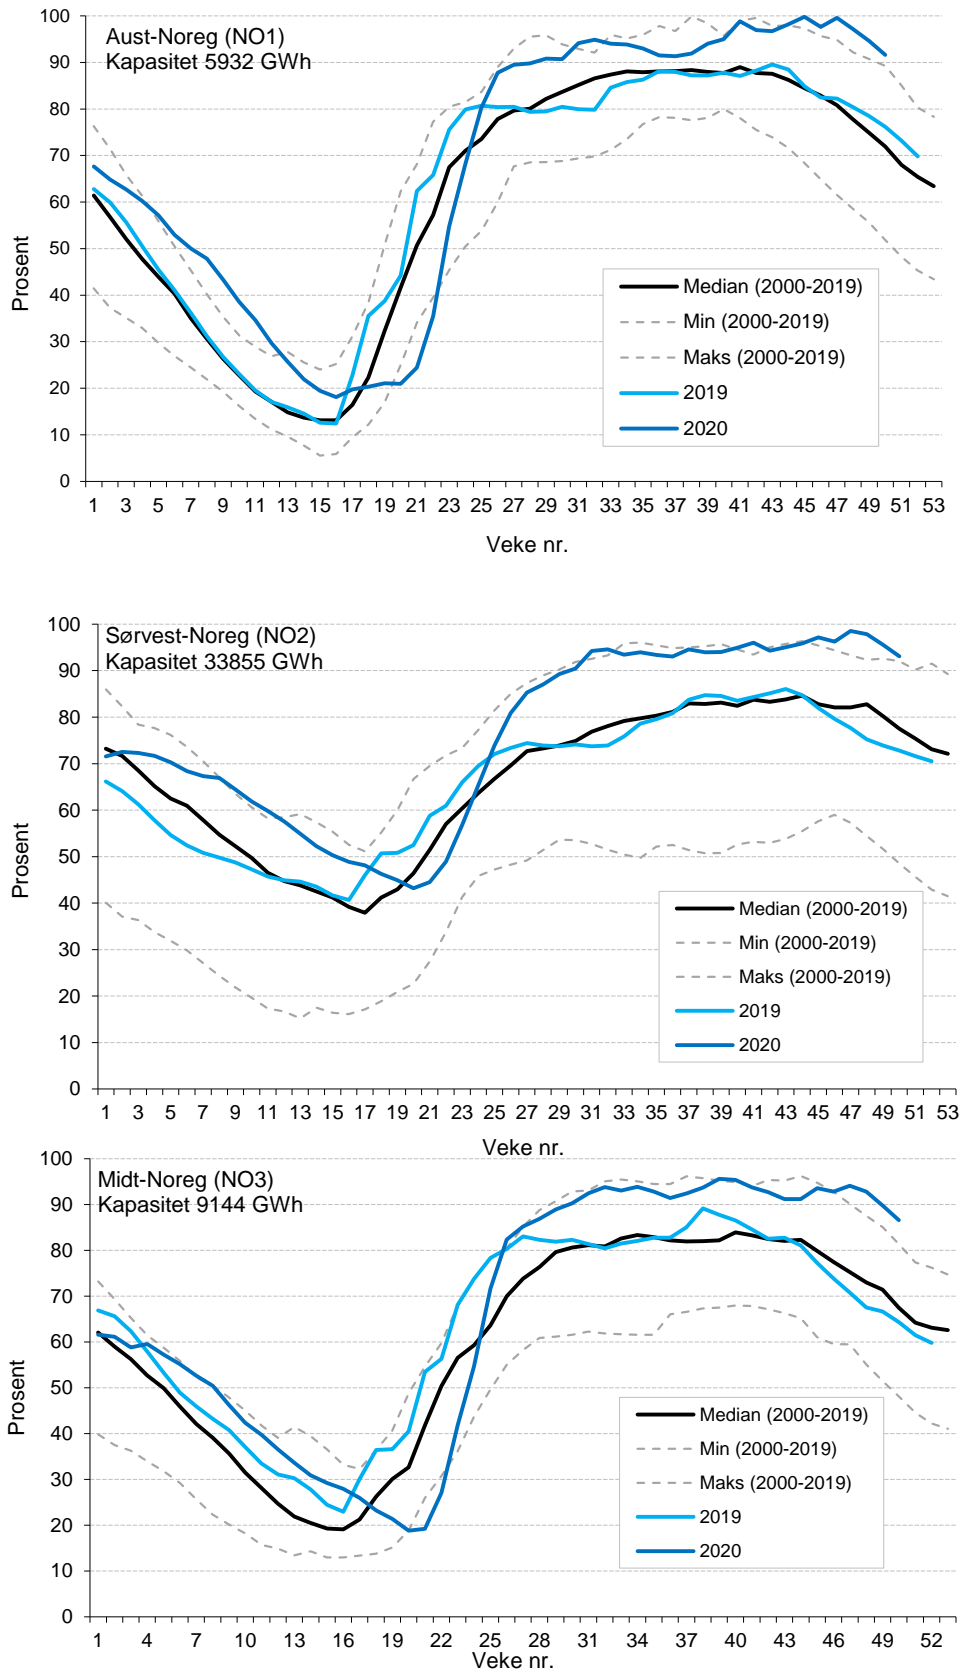 Aust-Noreg (NO1)
Kapasitet 5932 GWh
Prosent
100
90
80
70
60
50
40
30
20
10
0
Median (2000-2019)
Min (2000-2019)
Maks (2000-2019)
2019
2020
1 3 5 7 9 11 13 15 17 19 21 23 25 27 29 31 33 35 37 39 41 43 45 47 49 51 53
Veke nr.
Sørvest-Noreg (NO2)
Kapasitet 33855 GWh
Prosent
100
90
80
70
60
50
40
30
20
10
0
Median (2000-2019)
Min (2000-2019)
Maks (2000-2019)
2019
2020
1 3 5 7 9 11 13 15 17 19 21 23 25 27 29 31 33 35 37 39 41 43 45 47 49 51 53
Veke nr.
Midt-Noreg (NO3)
Kapasitet 9144 GWh
Prosent
100
90
80
70
60
50
40
30
20
10
0
Median (2000-2019)
Min (2000-2019)
Maks (2000-2019)
2019
2020
1 4 7 10 13 16 19 22 25 28 31 34 37 40 43 46 49 52
Veke nr.